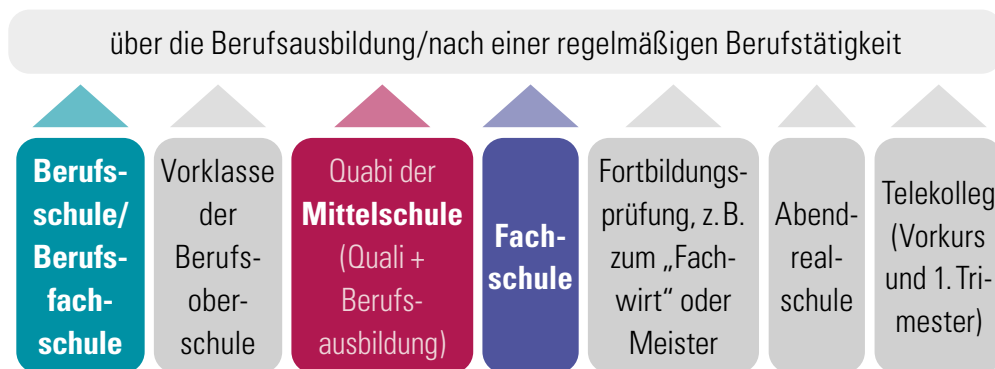 über die Berufsausbildung/nach einer regelmäßigen Berufstätigkeit
Berufs-
schule/
Berufs-
fach-
schule
Vorklasse
der
Berufs-
ober-
schule
Quabi der
Mittelschule
(Quali +
Berufs-
ausbildung)
Fach-
schule
Fortbildungs-
prüfung, z. B.
zum „Fach-
wirt“ oder
Meister
Abend-
real-
schule
Telekolleg
(Vorkurs
und 1. Tri-
mester)